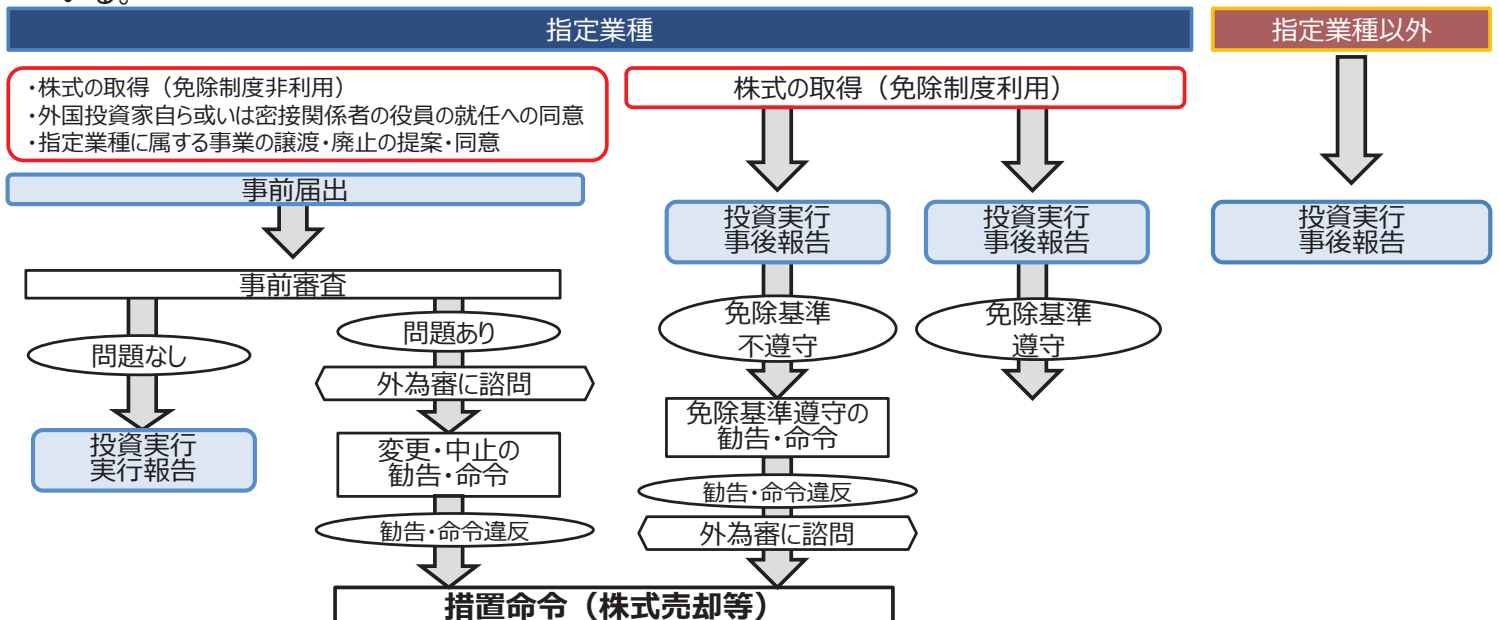 いる。
指定業種
指定業種以外
・株式の取得（免除制度非利用）
・外国投資家自ら或いは密接関係者の役員の就任への同意
・指定業種に属する事業の譲渡・廃止の提案・同意
株式の取得（免除制度利用）
事前届出
事前審査
問題なし
問題あり
外為審に諮問
投資実行
実行報告
変更・中止の
勧告・命令
勧告・命令違反
投資実行
事後報告
免除基準
不遵守
免除基準遵守の
勧告・命令
勧告・命令違反
外為審に諮問
投資実行
事後報告
免除基準
遵守
投資実行
事後報告
措置命令（株式売却等）